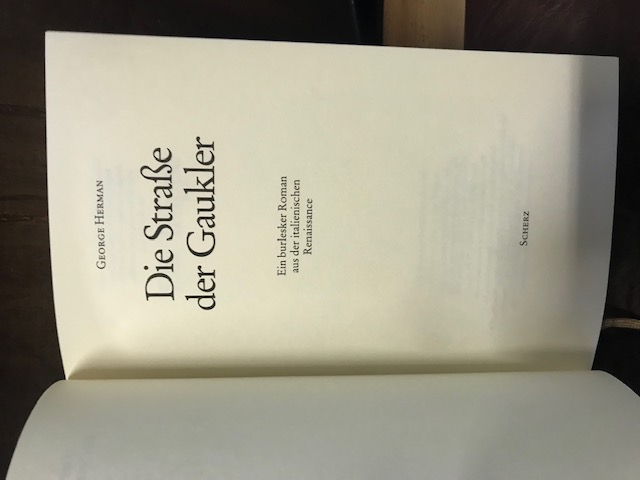 GEORGE HERMAN
Die Straße
der Gaukler
Ein burlesker Roman
aus der italienischen
Renaissance
SCHERZ